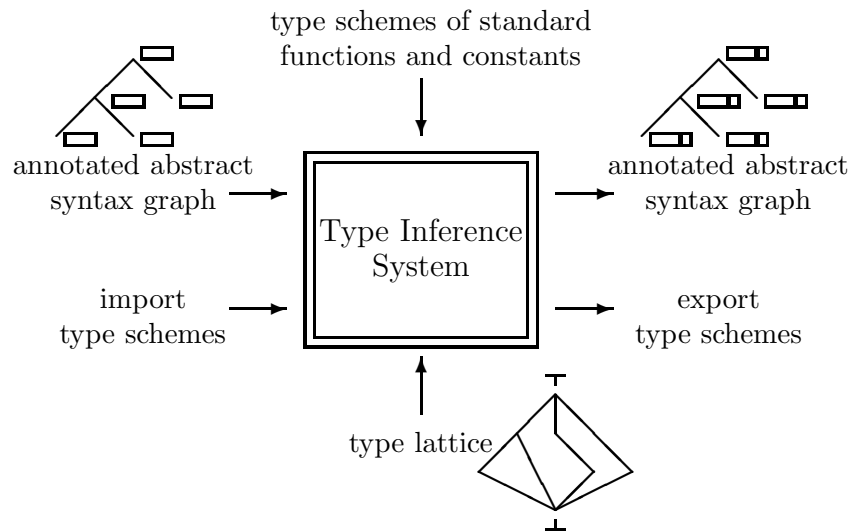 type schemes of standard
functions and constants
annotated abstract
syntax graph
annotated abstract
syntax graph
Type Inference
System
import
type schemes
export
type schemes
type lattice
⊤
⊥